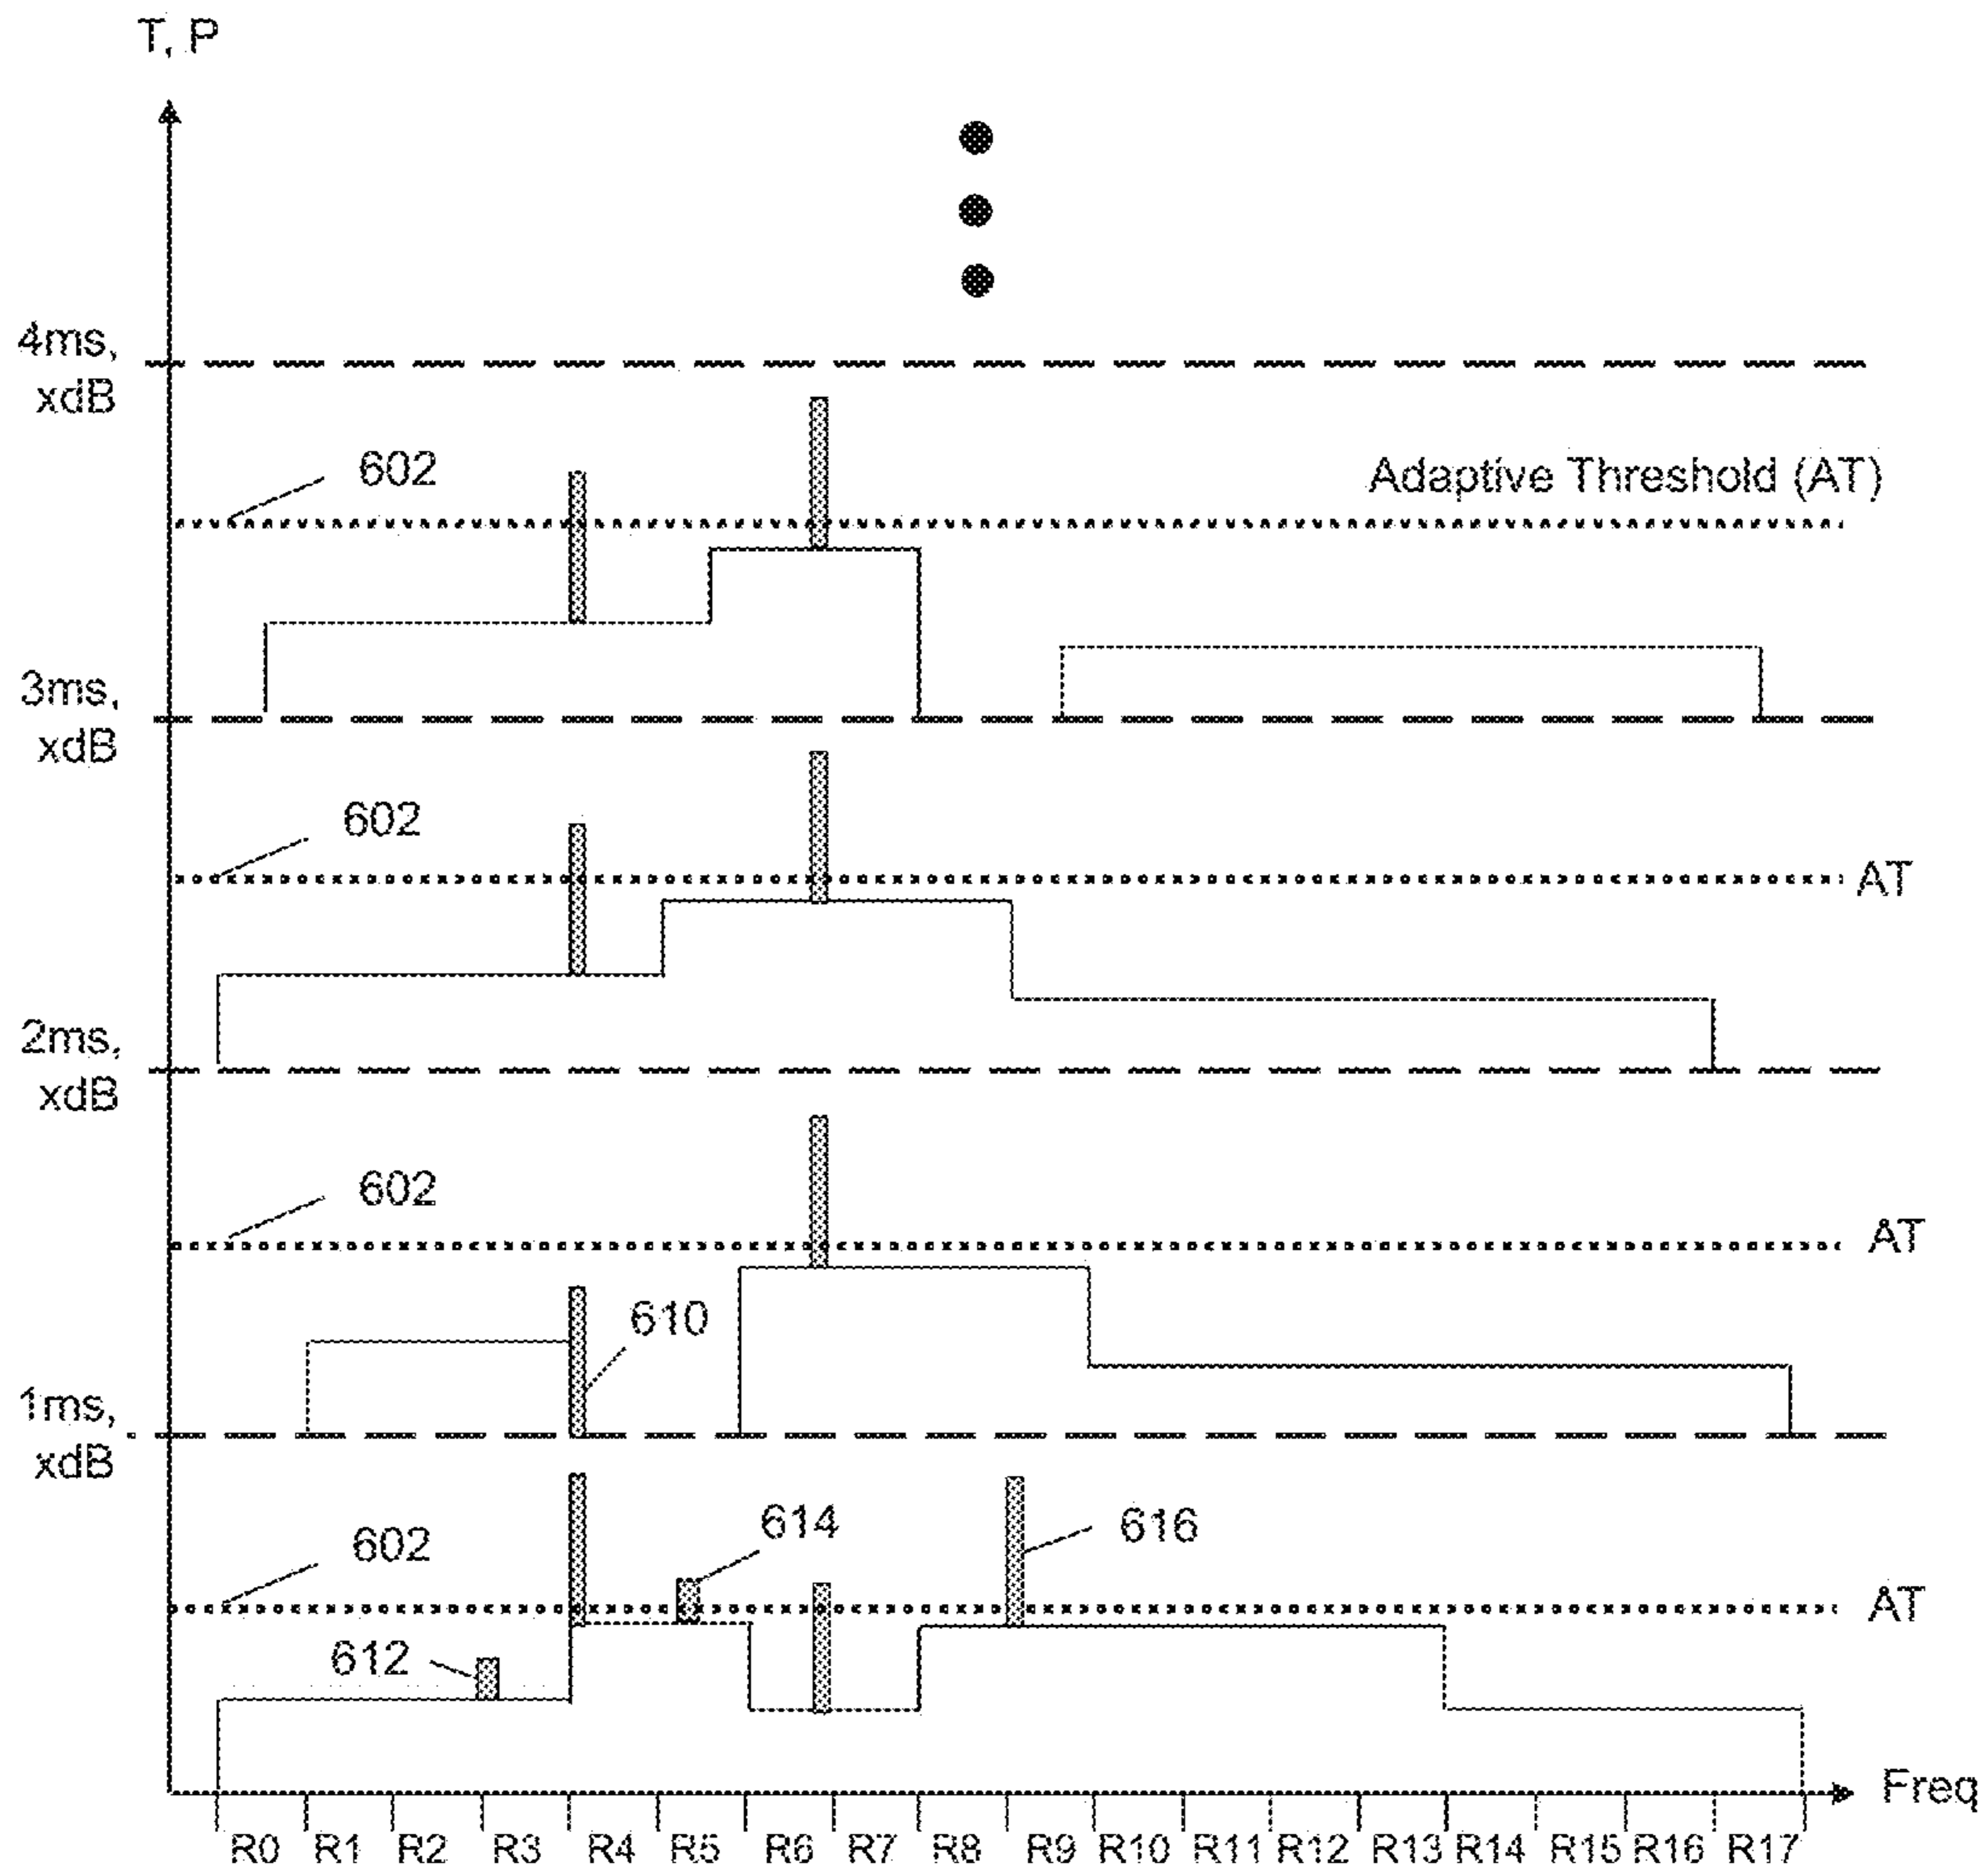 T, P
4ms,
xdB
602
Adaptive Threshold (AT)
3ms,
xdB
602
AT
2ms,
xdB
602
AT
610
1ms,
xdB
602
614
616
AT
612
Freq
R0 R1 R2 R3 R4 R5 R6 R7 R8 R9 R10 R11 R12 R13 R14 R15 R16 R17